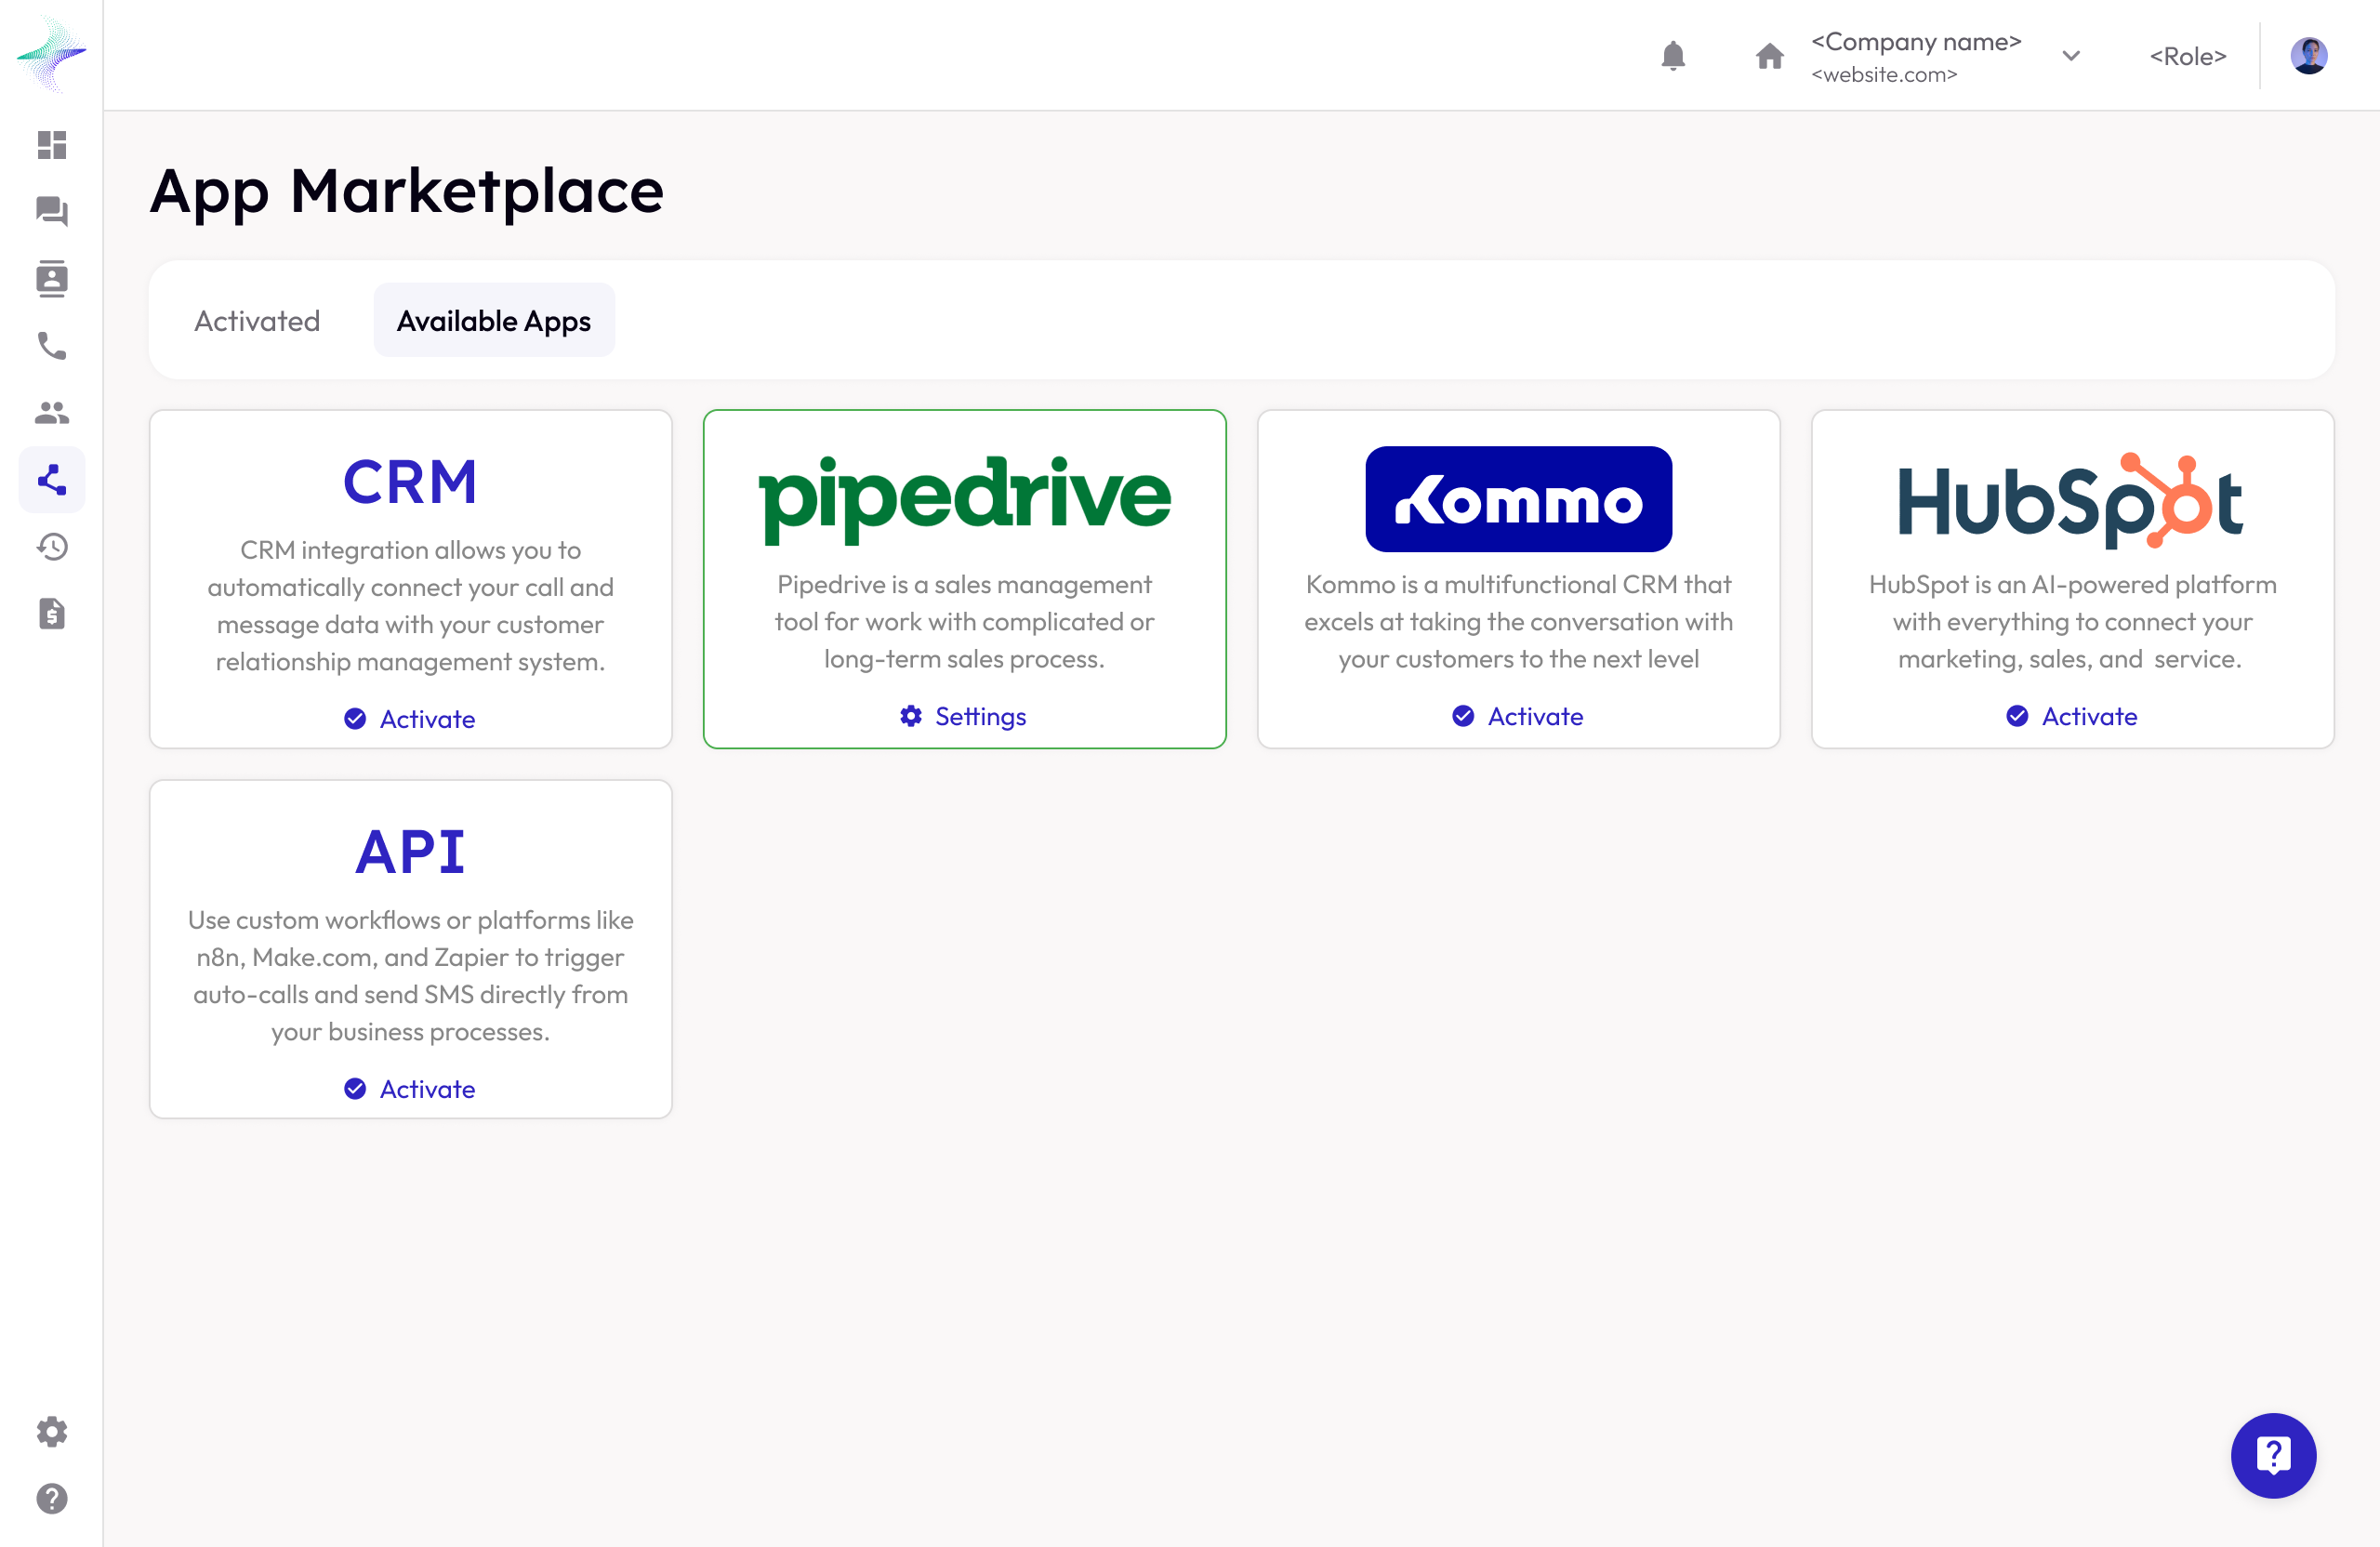 <Company name>
<website.com>
<Role>
App Marketplace
Activated
Available Apps
CRM
CRM integration allows you to
automatically connect your call and
message data with your customer
relationship management system.
Activate
pipedrive
Pipedrive is a sales management
tool for work with complicated or
long-term sales process.
Settings
Kommo
Kommo is a multifunctional CRM that
excels at taking the conversation with
your customers to the next level
Activate
HubSpot
HubSpot is an AI-powered platform
with everything to connect your
marketing, sales, and  service.
Activate
API
Use custom workflows or platforms like
n8n, Make.com, and Zapier to trigger
auto-calls and send SMS directly from
your business processes.
Activate